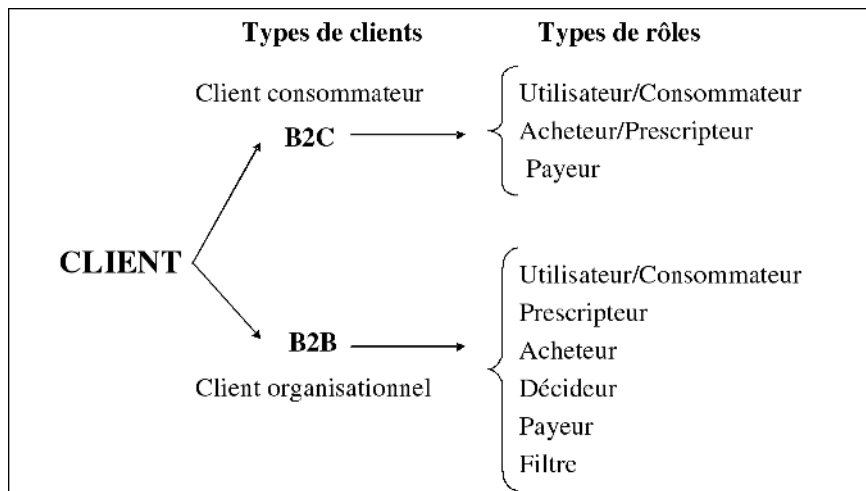 Types de clients
Types de rôles
Client consommateur
B2C
Utilisateur/Consommateur
Acheteur/Prescripteur
Payeur
CLIENT
B2B
Client organisationnel
Utilisateur/Consommateur
Prescripteur
Acheteur
Décideur
Payeur
Filtre